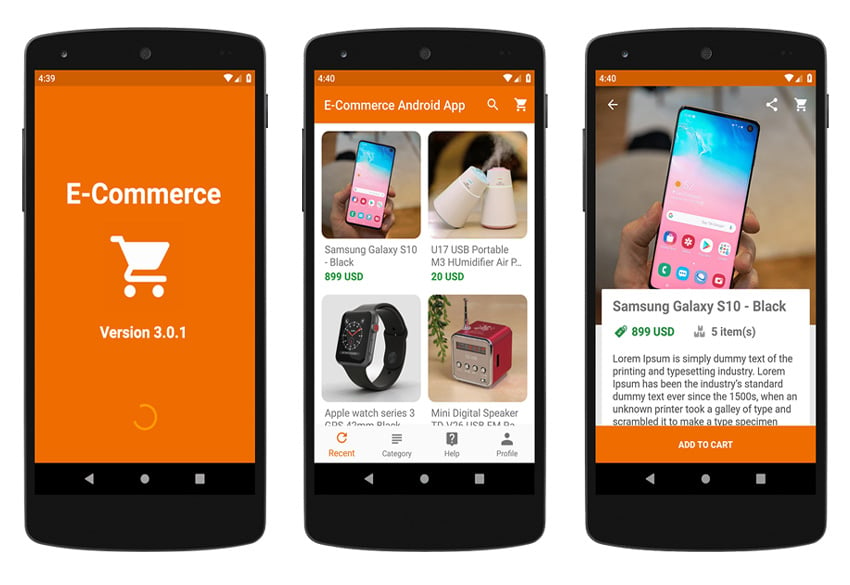 4:39
E-Commerce
Version 3.0.1
4:40
E-Commerce Android App
Samsung Galaxy S10
- Black
899 USD
U17 USB Portable
M3 HUmidifier Air P...
20 USD
Apple watch series 3
GPS 42mm Black
Mini Digital Speaker
TD-V26 USB FM Ra
Recent
Category
Help
Profile
4:40
Samsung Galaxy S10 - Black
899 USD
5 item(s)
Lorem Ipsum is simply dummy text of the
printing and typesetting industry. Lorem
Ipsum has been the industry's standard
dummy text ever since the 1500s, when an
unknown printer took a galley of type and
scrambled it to make a type specimen
ADD TO CART